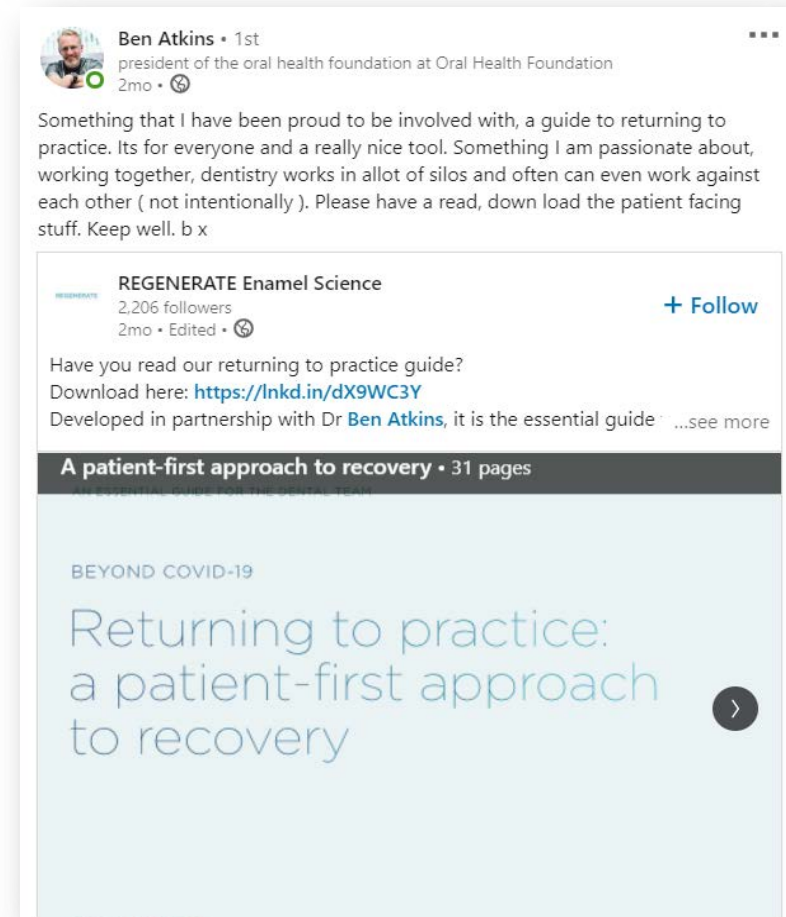 Ben Atkins • 1st
president of the oral health foundation at Oral Health Foundation
2mo •
Something that I have been proud to be involved with, a guide to returning to
practice. Its for everyone and a really nice tool. Something I am passionate about,
working together, dentistry works in allot of silos and often can even work against
each other ( not intentionally ). Please have a read, down load the patient facing
stuff. Keep well. b x
REGENERATE
REGENERATE Enamel Science
2,206 followers
+ Follow
2mo • Edited •
Have you read our returning to practice guide?
Download here: https://lnkd.in/dX9WC3Y
Developed in partnership with Dr Ben Atkins, it is the essential guide ...see more
A patient-first approach to recovery • 31 pages
AN ESSENTIAL GUIDE FOR THE DENTAL TEAM
BEYOND COVID-19
Returning to practice:
a patient-first approach
to recovery